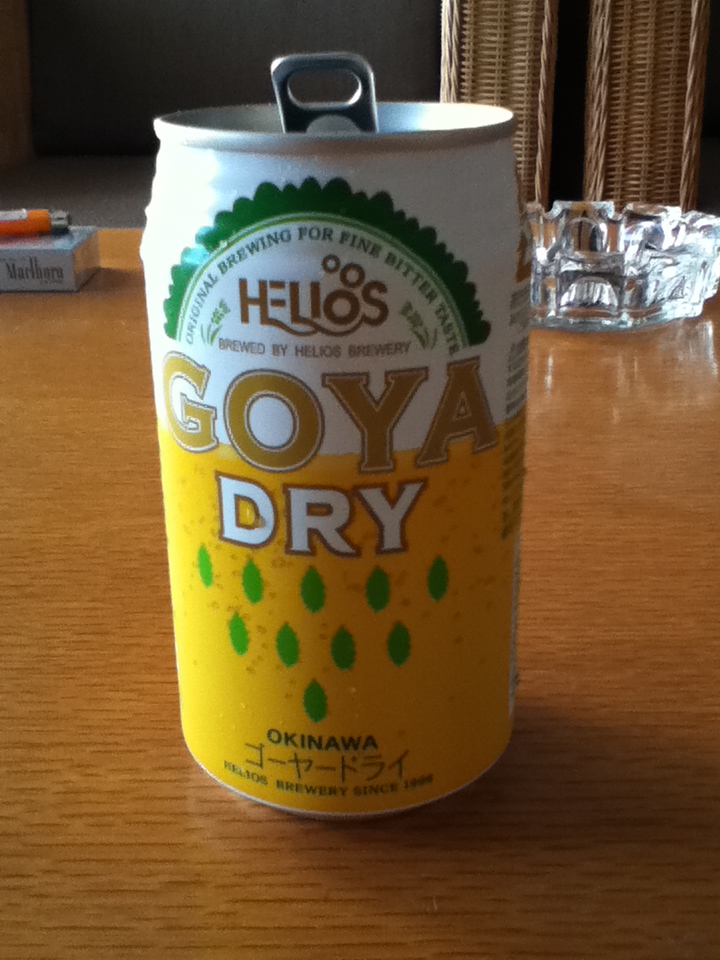 ORIGINAL BREWING FOR FINE BITTER TASTE
HELIOS
BREWED BY HELIOS BREWERY
GOYA
DRY
OKINAWA
ゴーヤードライ
HELIOS BREWERY SINCE 1996
Marlboro